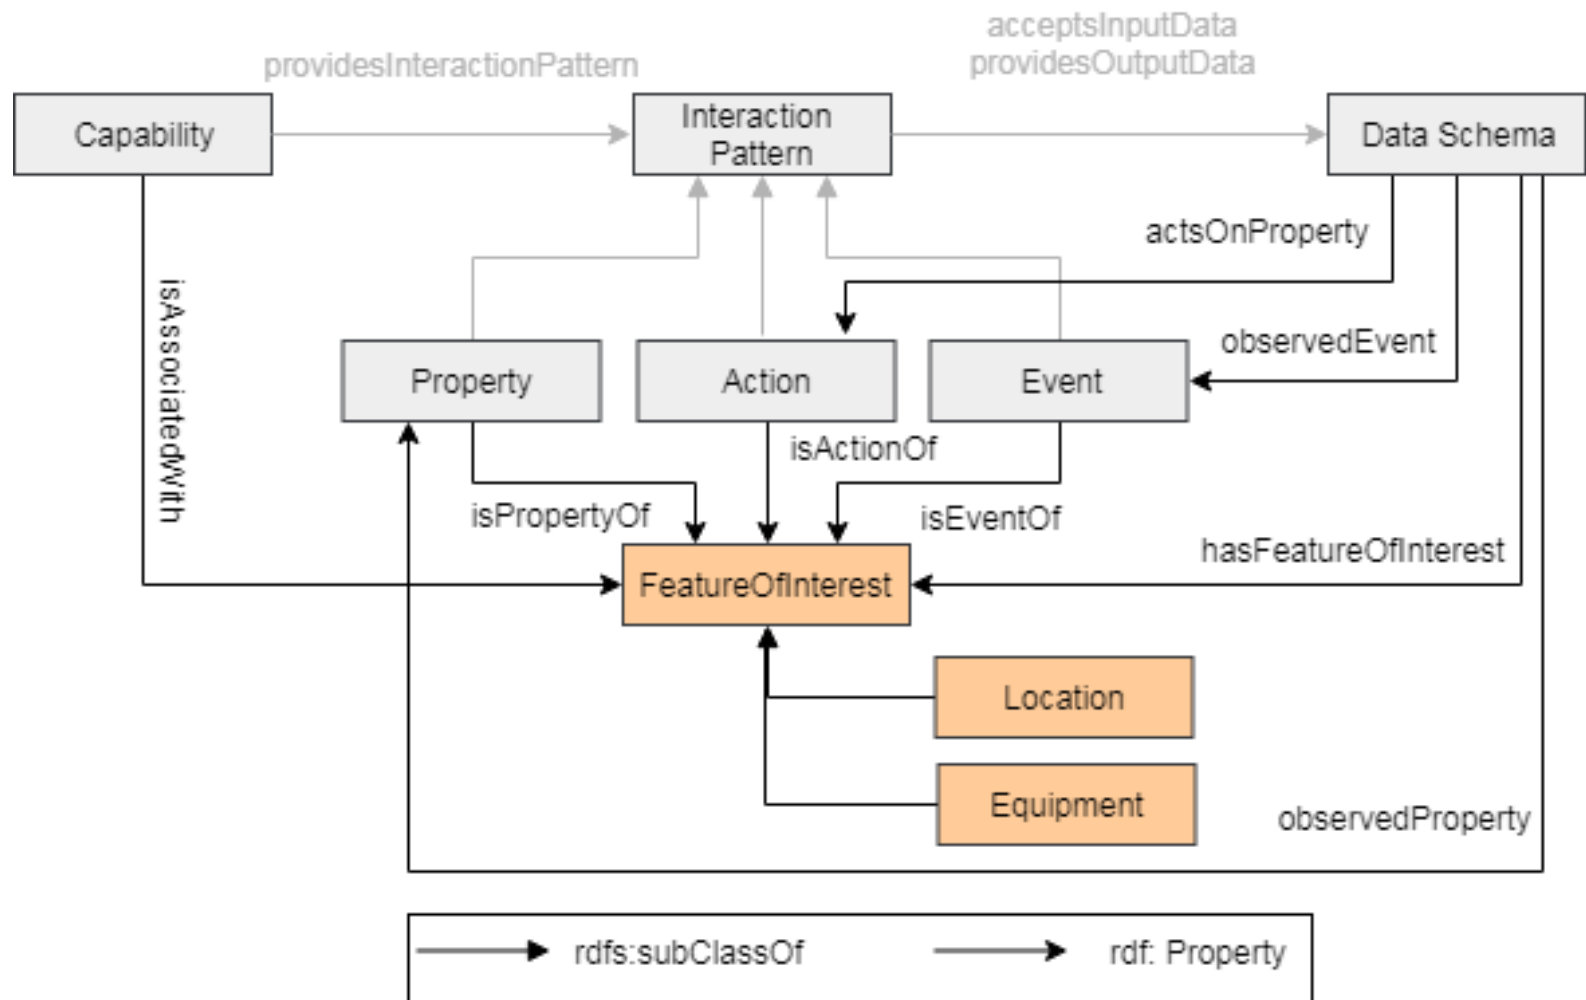 acceptsInputData
providesInteractionPattern
providesOutputData
Capability
Interaction
Pattern
Data Schema
actsOnProperty
isAssociatedWith
observedEvent
Property
Action
Event
isActionOf
isPropertyOf
isEventOf
hasFeatureOfInterest
FeatureOfInterest
Location
Equipment
observedProperty
rdfs:subClassOf
rdf: Property